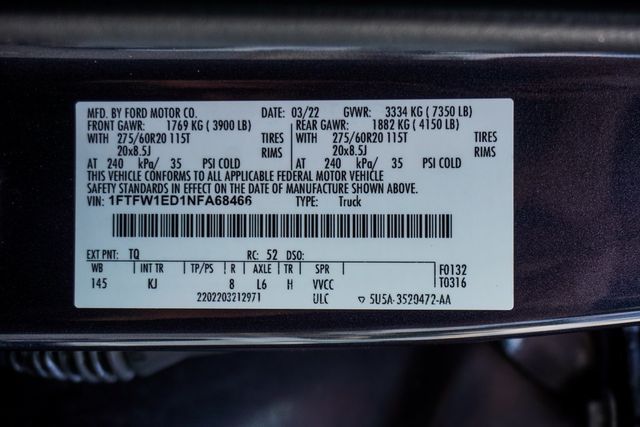 MFD. BY FORD MOTOR CO. DATE: 03/22 GVWR: 3334 KG ( 7350 LB)
FRONT GAWR: 1769 KG ( 3900 LB) REAR GAWR: 1882 KG ( 4150 LB)
WITH 275/60R20 115T TIRES WITH 275/60R20 115T TIRES
20x8.5J RIMS 20x8.5J RIMS
AT 240 kPa/ 35 PSI COLD AT 240 kPa/ 35 PSI COLD
THIS VEHICLE CONFORMS TO ALL APPLICABLE FEDERAL MOTOR VEHICLE
SAFETY STANDARDS IN EFFECT ON THE DATE OF MANUFACTURE SHOWN ABOVE.
VIN: 1FTFW1ED1NFA68466 TYPE: Truck
EXT PNT: TQ RC: 52 DSO:
WB INT TR TP/PS R AXLE TR SPR F0132
145 KJ 8 L6 H VVCC T0316
2202203212971 ULC 5U5A-3520472-AA